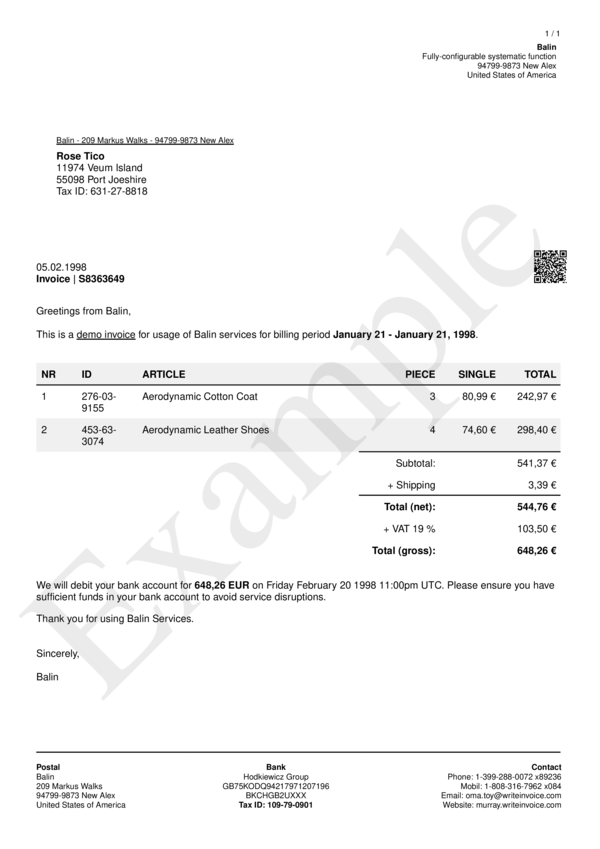 1 / 1
Balin
Fully-configurable systematic function
94799-9873 New Alex
United States of America
Balin - 209 Markus Walks - 94799-9873 New Alex
Rose Tico
11974 Veum Island
55098 Port Joeshire
Tax ID: 631-27-8818
05.02.1998
Invoice | S8363649
Greetings from Balin,
This is a demo invoice for usage of Balin services for billing period January 21 - January 21, 1998.
NR ID ARTICLE PIECE SINGLE TOTAL
1 276-03- Aerodynamic Cotton Coat 3 80,99 € 242,97 €
9155
2 453-63- Aerodynamic Leather Shoes 4 74,60 € 298,40 €
3074
Subtotal: 541,37 €
+ Shipping 3,39 €
Total (net): 544,76 €
+ VAT 19 % 103,50 €
Total (gross): 648,26 €
We will debit your bank account for 648,26 EUR on Friday February 20 1998 11:00pm UTC. Please ensure you have
sufficient funds in your bank account to avoid service disruptions.
Thank you for using Balin Services.
Sincerely,
Balin
Example
Postal Bank Contact
Balin Hodkiewicz Group Phone: 1-399-288-0072 x89236
209 Markus Walks GB75KODQ94217971207196 Mobil: 1-808-316-7962 x084
94799-9873 New Alex BKCHGB2UXXX Email: oma.toy@writeinvoice.com
United States of America Tax ID: 109-79-0901 Website: murray.writeinvoice.com